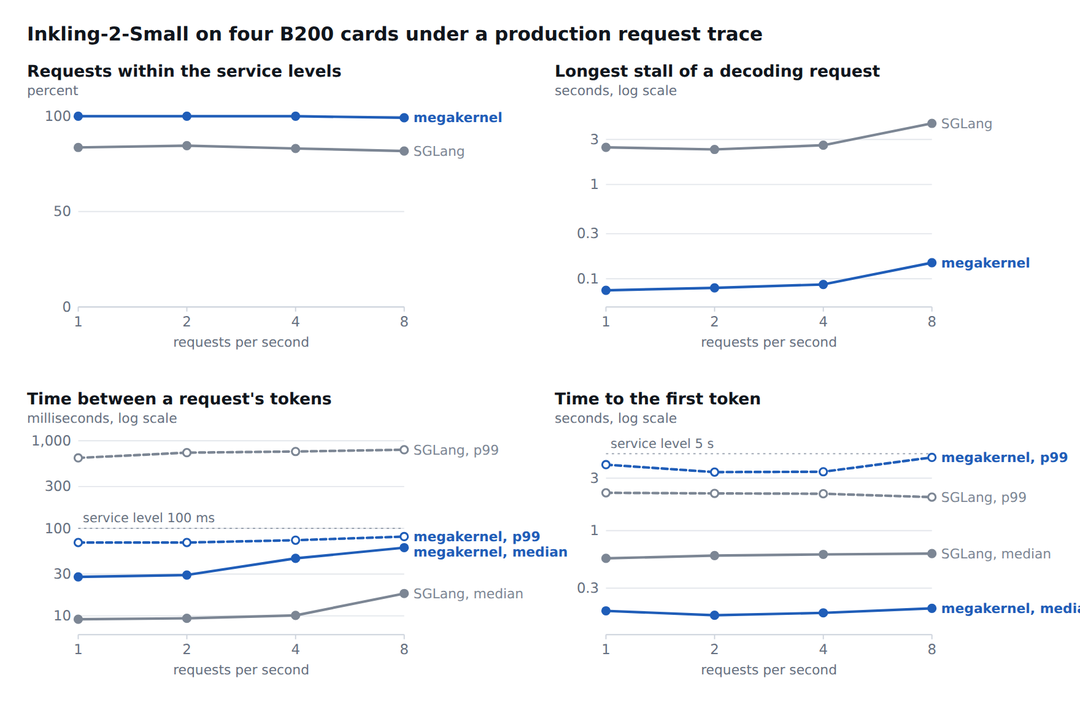 Inkling-2-Small on four B200 cards under a production request trace
Requests within the service levels
percent
100
50
0
megakernel
SGLang
1 2 4 8
requests per second
Longest stall of a decoding request
seconds, log scale
3
1
0.3
0.1
SGLang
megakernel
1 2 4 8
requests per second
Time between a request's tokens
milliseconds, log scale
1,000
300
100
30
10
service level 100 ms
SGLang, p99
megakernel, p99
megakernel, median
SGLang, median
1 2 4 8
requests per second
Time to the first token
seconds, log scale
service level 5 s
3
1
0.3
megakernel, p99
SGLang, p99
SGLang, median
megakernel, media
1 2 4 8
requests per second